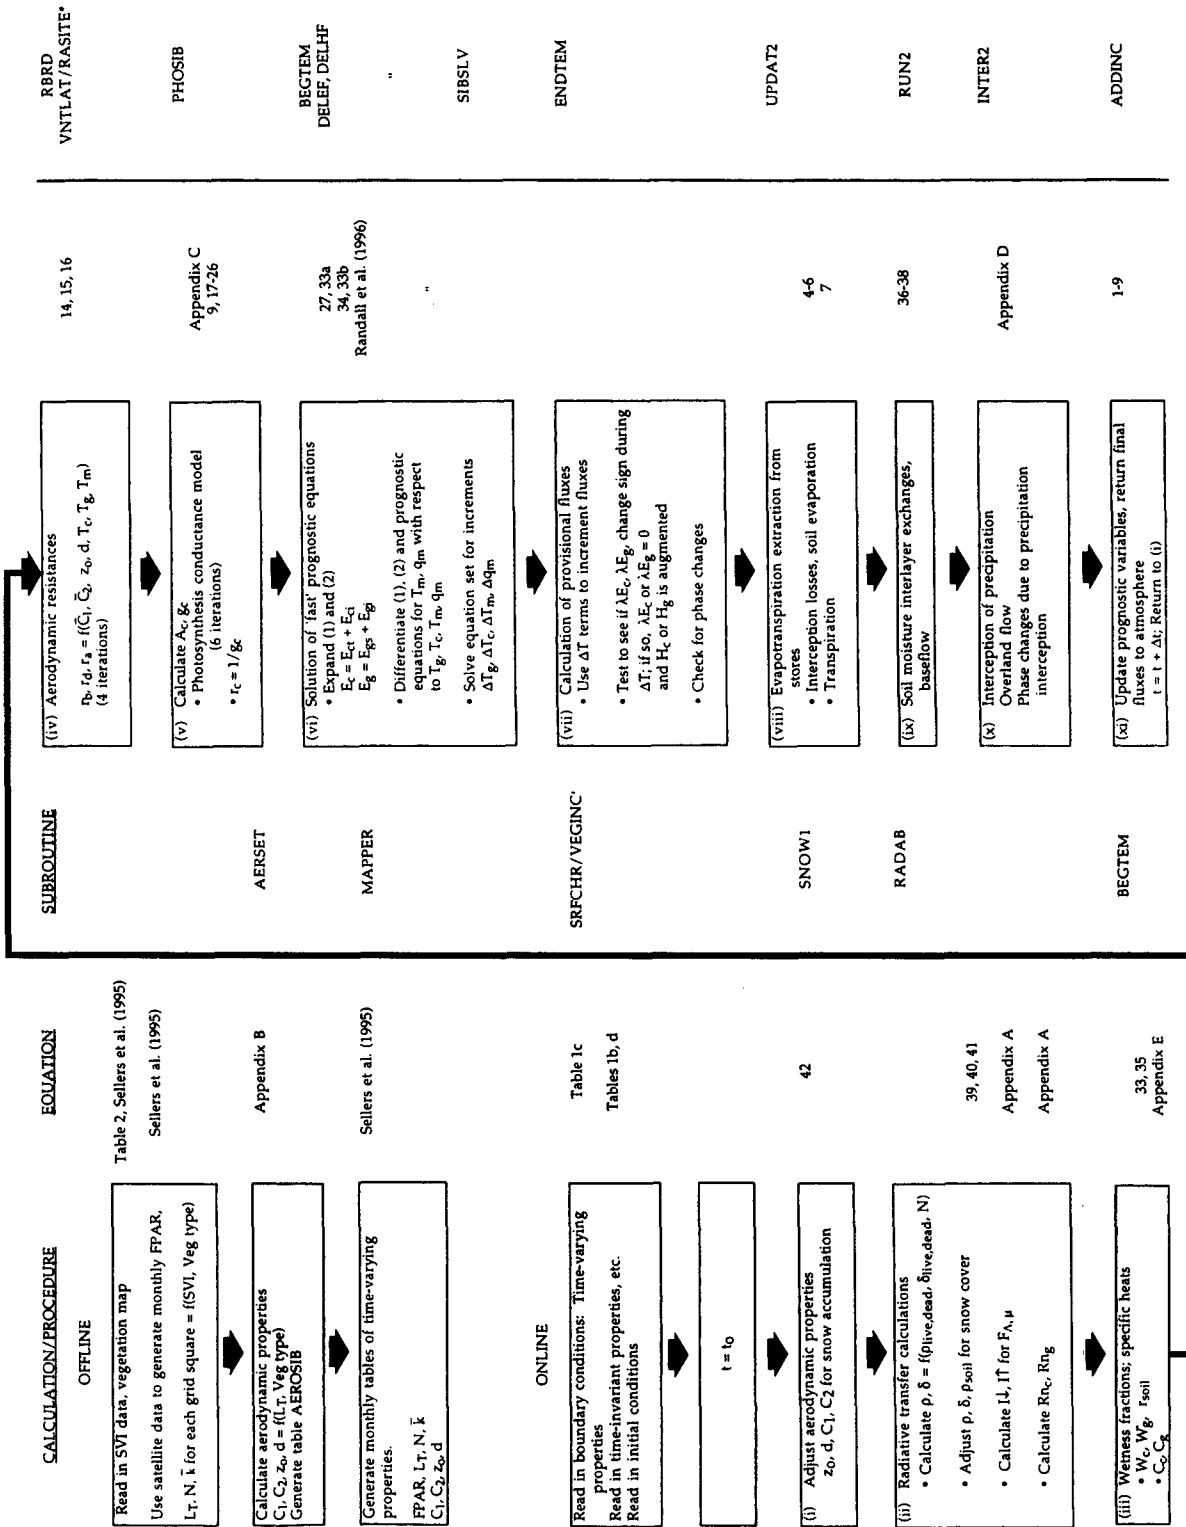 CALCULATION/PROCEDURE
EQUATION
SUBROUTINE
OFFLINE
Read in SVI data, vegetation map
Table 2, Sellers et al. (1995)
Use satellite data to generate monthly FPAR,
Sellers et al. (1995)
LT, N, k̄ for each grid square = f(SVI, Veg type)
Calculate aerodynamic properties
C1, C2, zo, d = f(LT, Veg type)
Generate table AEROSIB
Appendix B
AERSET
Generate monthly tables of time-varying
properties.
FPAR, LT, N, k̄
C1, C2, zo, d
Sellers et al. (1995)
MAPPER
ONLINE
Read in boundary conditions: Time-varying
properties
Read in time-invariant properties, etc.
Read in initial conditions
Table 1c
Tables 1b, d
SRFCHR/VEGINC'
t = to
(i) Adjust aerodynamic properties
zo, d, C1, C2 for snow accumulation
42
SNOW1
(ii) Radiative transfer calculations
• Calculate ρ, δ = f(ρlive,dead, δlive,dead, N)
• Adjust ρ, δ, ρsoil for snow cover
39, 40, 41
• Calculate I↓, I↑ for FΛ,μ
Appendix A
• Calculate Rnc, Rng
Appendix A
RADAB
(iii) Wetness fractions; specific heats
• Wc, Wg, rsoil
• Cc, Cg
33, 35
Appendix E
BEGTEM
(iv) Aerodynamic resistances
rb, rd, ra = f(C̄1, C̄2, zo, d, Tc, Tg, Tm)
(4 iterations)
14, 15, 16
RBRD
VNTLAT/RASITE*
(v) Calculate Ac, gc
• Photosynthesis conductance model
(6 iterations)
• rc = 1/gc
Appendix C
9, 17-26
PHOSIB
(vi) Solution of 'fast' prognostic equations
• Expand (1) and (2)
Ec = Ect + Eci
Eg = Egs + Egi
27, 33a
34, 33b
Randall et al. (1996)
BEGTEM
DELEF, DELHF
• Differentiate (1), (2) and prognostic
equations for Tm, qm with respect
to Tg, Tc, Tm, qm
"
"
• Solve equation set for increments
ΔTg, ΔTc, ΔTm, Δqm
SIBSLV
(vii) Calculation of provisional fluxes
• Use ΔT terms to increment fluxes
• Test to see if λEc, λEg, change sign during
ΔT; if so, λEc or λEg = 0
and Hc or Hg is augmented
• Check for phase changes
ENDTEM
(viii) Evapotranspiration extraction from
stores
• Interception losses, soil evaporation
• Transpiration
4-6
7
UPDAT2
(ix) Soil moisture interlayer exchanges,
baseflow
36-38
RUN2
(x) Interception of precipitation
Overland flow
Phase changes due to precipitation
interception
Appendix D
INTER2
(xi) Update prognostic variables, return final
fluxes to atmosphere
t = t + Δt; Return to (i)
1-9
ADDINC